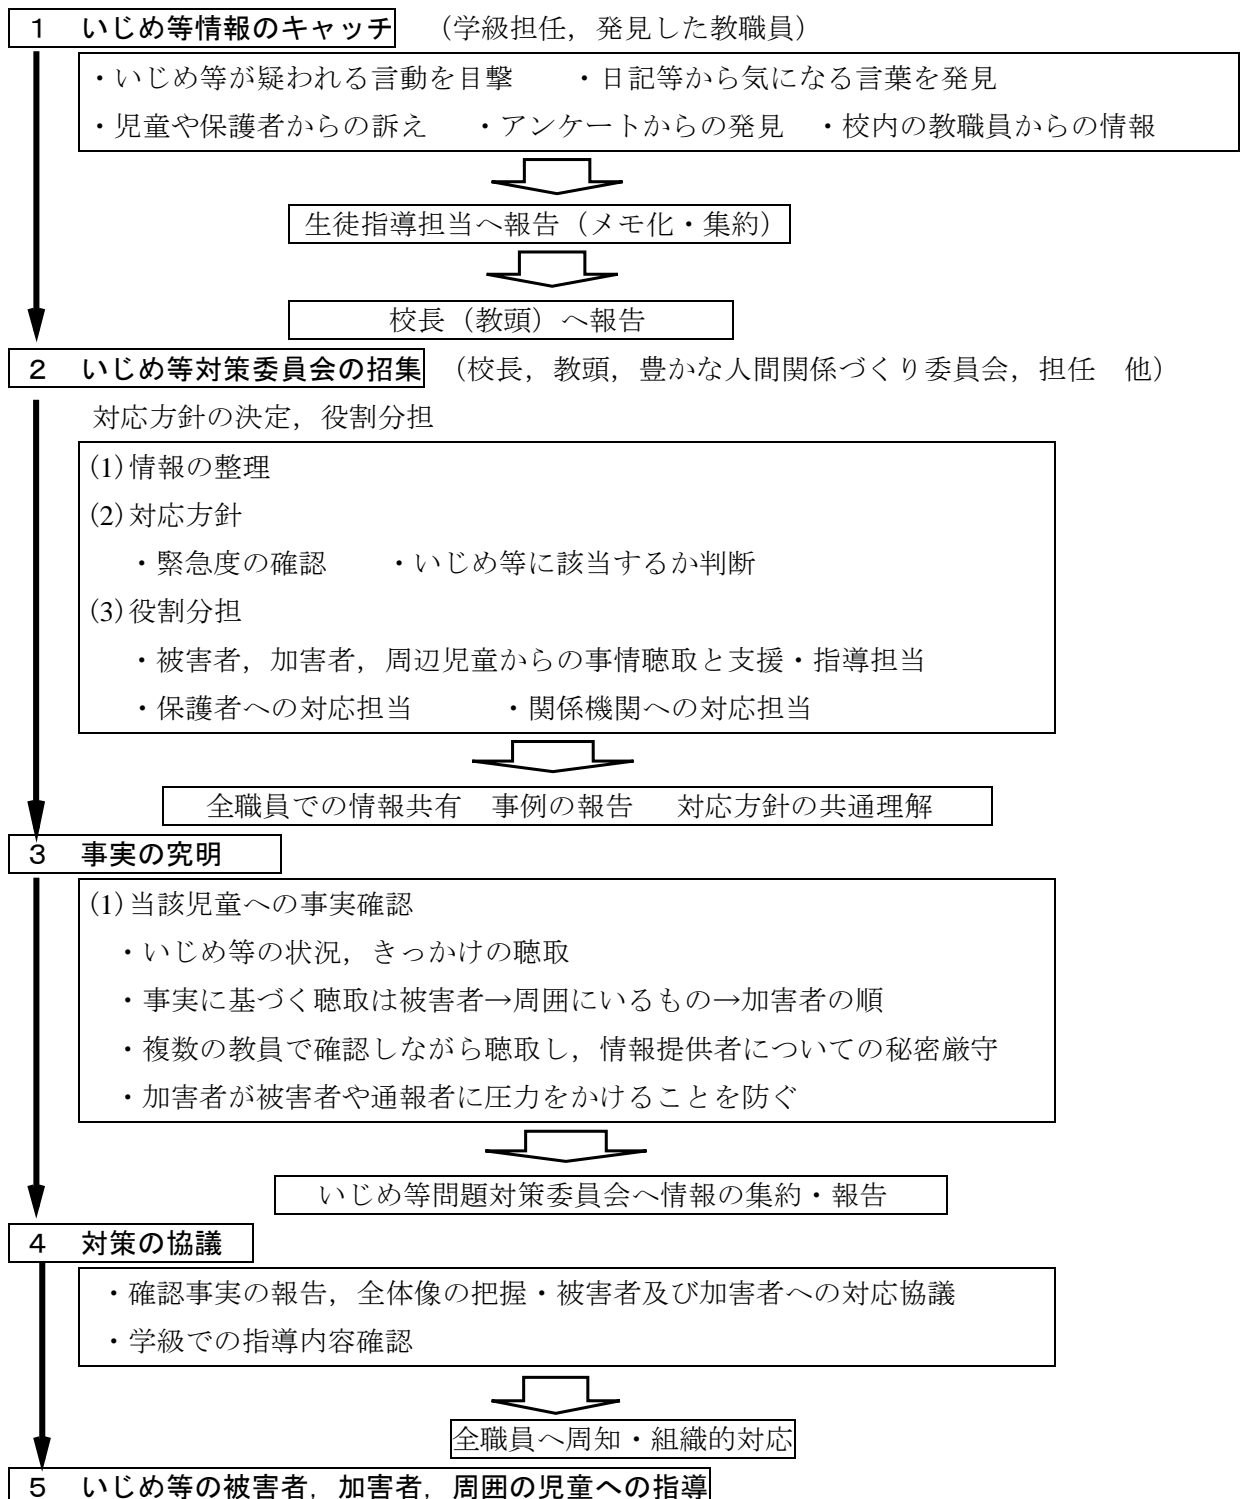 １　いじめ等情報のキャッチ　（学級担任，発見した教職員）
・いじめ等が疑われる言動を目撃　　・日記等から気になる言葉を発見
・児童や保護者からの訴え　・アンケートからの発見　・校内の教職員からの情報
生徒指導担当へ報告（メモ化・集約）
校長（教頭）へ報告
２　いじめ等対策委員会の招集　（校長，教頭，豊かな人間関係づくり委員会，担任　他）
対応方針の決定，役割分担
(1)情報の整理
(2)対応方針
・緊急度の確認　　・いじめ等に該当するか判断
(3)役割分担
・被害者，加害者，周辺児童からの事情聴取と支援・指導担当
・保護者への対応担当　　　・関係機関への対応担当
全職員での情報共有　事例の報告　対応方針の共通理解
３　事実の究明
(1)当該児童への事実確認
・いじめ等の状況，きっかけの聴取
・事実に基づく聴取は被害者→周囲にいるもの→加害者の順
・複数の教員で確認しながら聴取し，情報提供者についての秘密厳守
・加害者が被害者や通報者に圧力をかけることを防ぐ
いじめ等問題対策委員会へ情報の集約・報告
４　対策の協議
・確認事実の報告，全体像の把握・被害者及び加害者への対応協議
・学級での指導内容確認
全職員へ周知・組織的対応
５　いじめ等の被害者，加害者，周囲の児童への指導